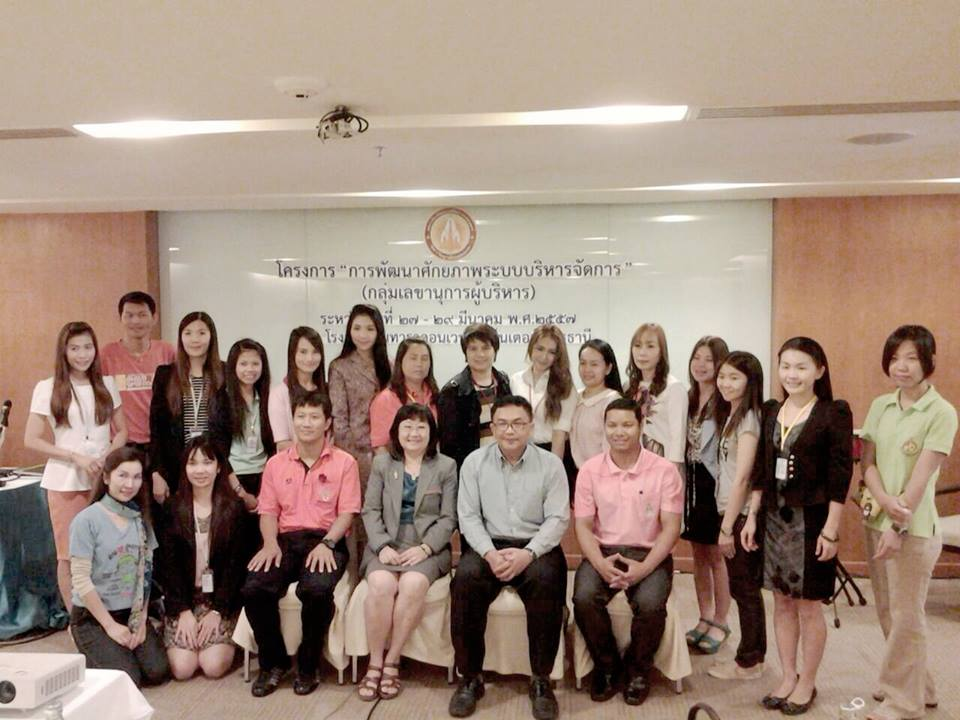 โครงการ “การพัฒนาศักยภาพระบบบริหารจัดการ”
(กลุ่มเลขานุการผู้บริหาร)
ที่ ๒๗ - ๒๙ มีนาคม พ.ศ.๒๕๕๗